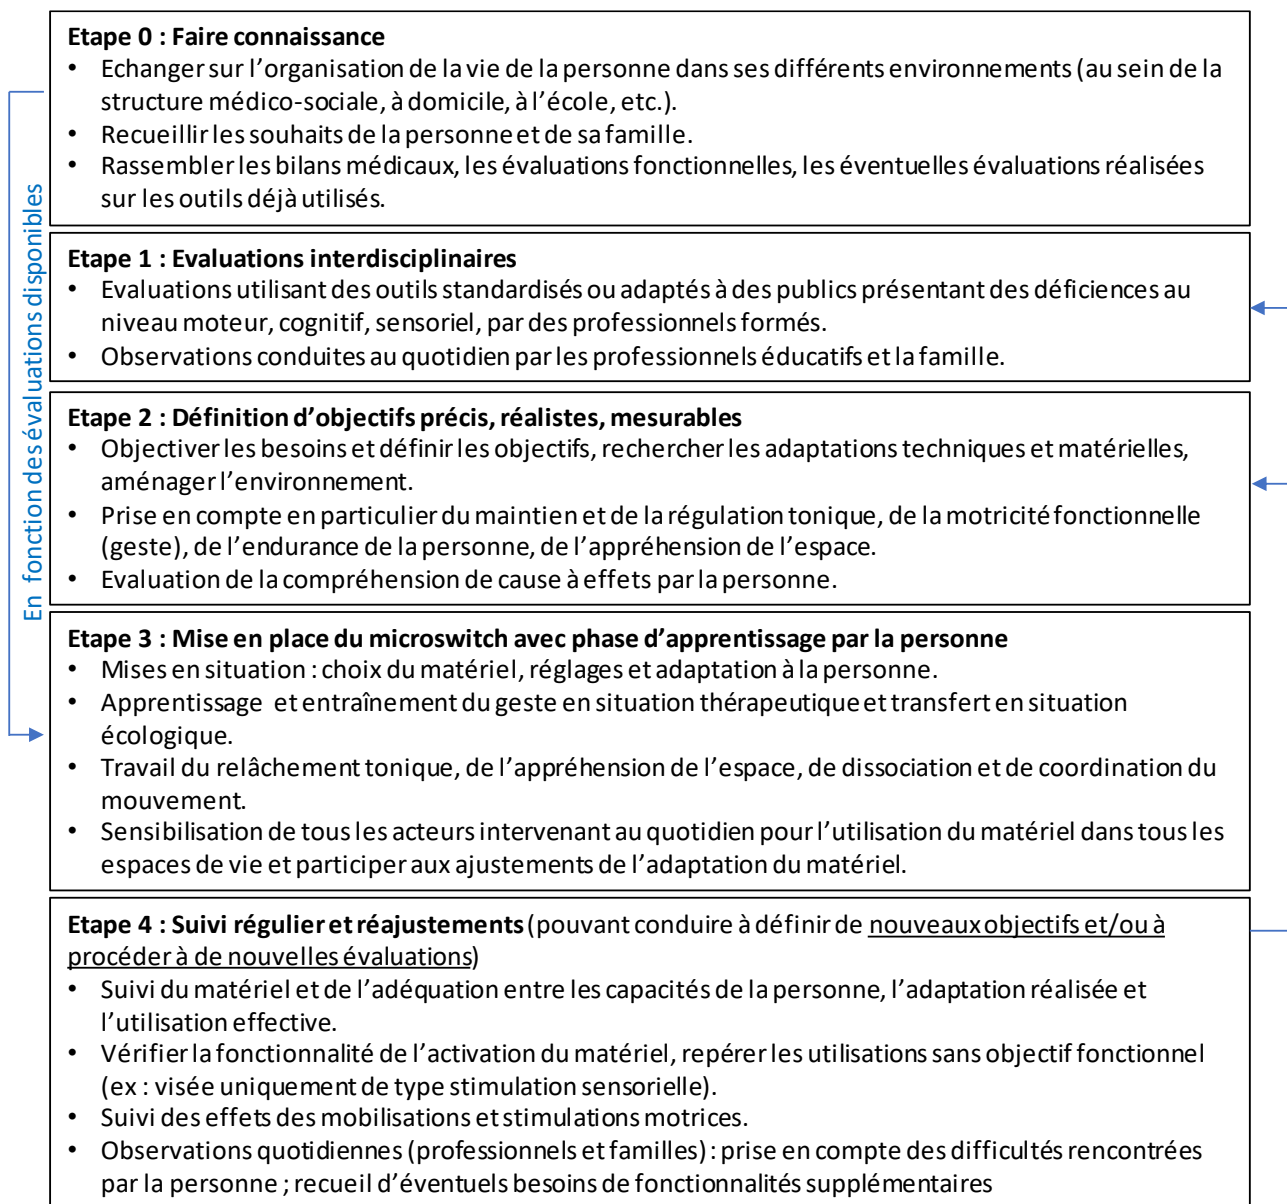 Etape 0 : Faire connaissance
• Echanger sur l’organisation de la vie de la personne dans ses différents environnements (au sein de la
structure médico-sociale, à domicile, à l’école, etc.).
• Recueillir les souhaits de la personne et de sa famille.
• Rassembler les bilans médicaux, les évaluations fonctionnelles, les éventuelles évaluations réalisées
sur les outils déjà utilisés.
En fonction des évaluations disponibles
Etape 1 : Evaluations interdisciplinaires
• Evaluations utilisant des outils standardisés ou adaptés à des publics présentant des déficiences au
niveau moteur, cognitif, sensoriel, par des professionnels formés.
• Observations conduites au quotidien par les professionnels éducatifs et la famille.
Etape 2 : Définition d’objectifs précis, réalistes, mesurables
• Objectiver les besoins et définir les objectifs, rechercher les adaptations techniques et matérielles,
aménager l’environnement.
• Prise en compte en particulier du maintien et de la régulation tonique, de la motricité fonctionnelle
(geste), de l’endurance de la personne, de l’appréhension de l’espace.
• Evaluation de la compréhension de cause à effets par la personne.
Etape 3 : Mise en place du microswitch avec phase d’apprentissage par la personne
• Mises en situation : choix du matériel, réglages et adaptation à la personne.
• Apprentissage et entraînement du geste en situation thérapeutique et transfert en situation
écologique.
• Travail du relâchement tonique, de l’appréhension de l’espace, de dissociation et de coordination du
mouvement.
• Sensibilisation de tous les acteurs intervenant au quotidien pour l’utilisation du matériel dans tous les
espaces de vie et participer aux ajustements de l’adaptation du matériel.
Etape 4 : Suivi régulier et réajustements (pouvant conduire à définir de nouveaux objectifs et/ou à
procéder à de nouvelles évaluations)
• Suivi du matériel et de l’adéquation entre les capacités de la personne, l’adaptation réalisée et
l’utilisation effective.
• Vérifier la fonctionnalité de l’activation du matériel, repérer les utilisations sans objectif fonctionnel
(ex : visée uniquement de type stimulation sensorielle).
• Suivi des effets des mobilisations et stimulations motrices.
• Observations quotidiennes (professionnels et familles) : prise en compte des difficultés rencontrées
par la personne ; recueil d’éventuels besoins de fonctionnalités supplémentaires